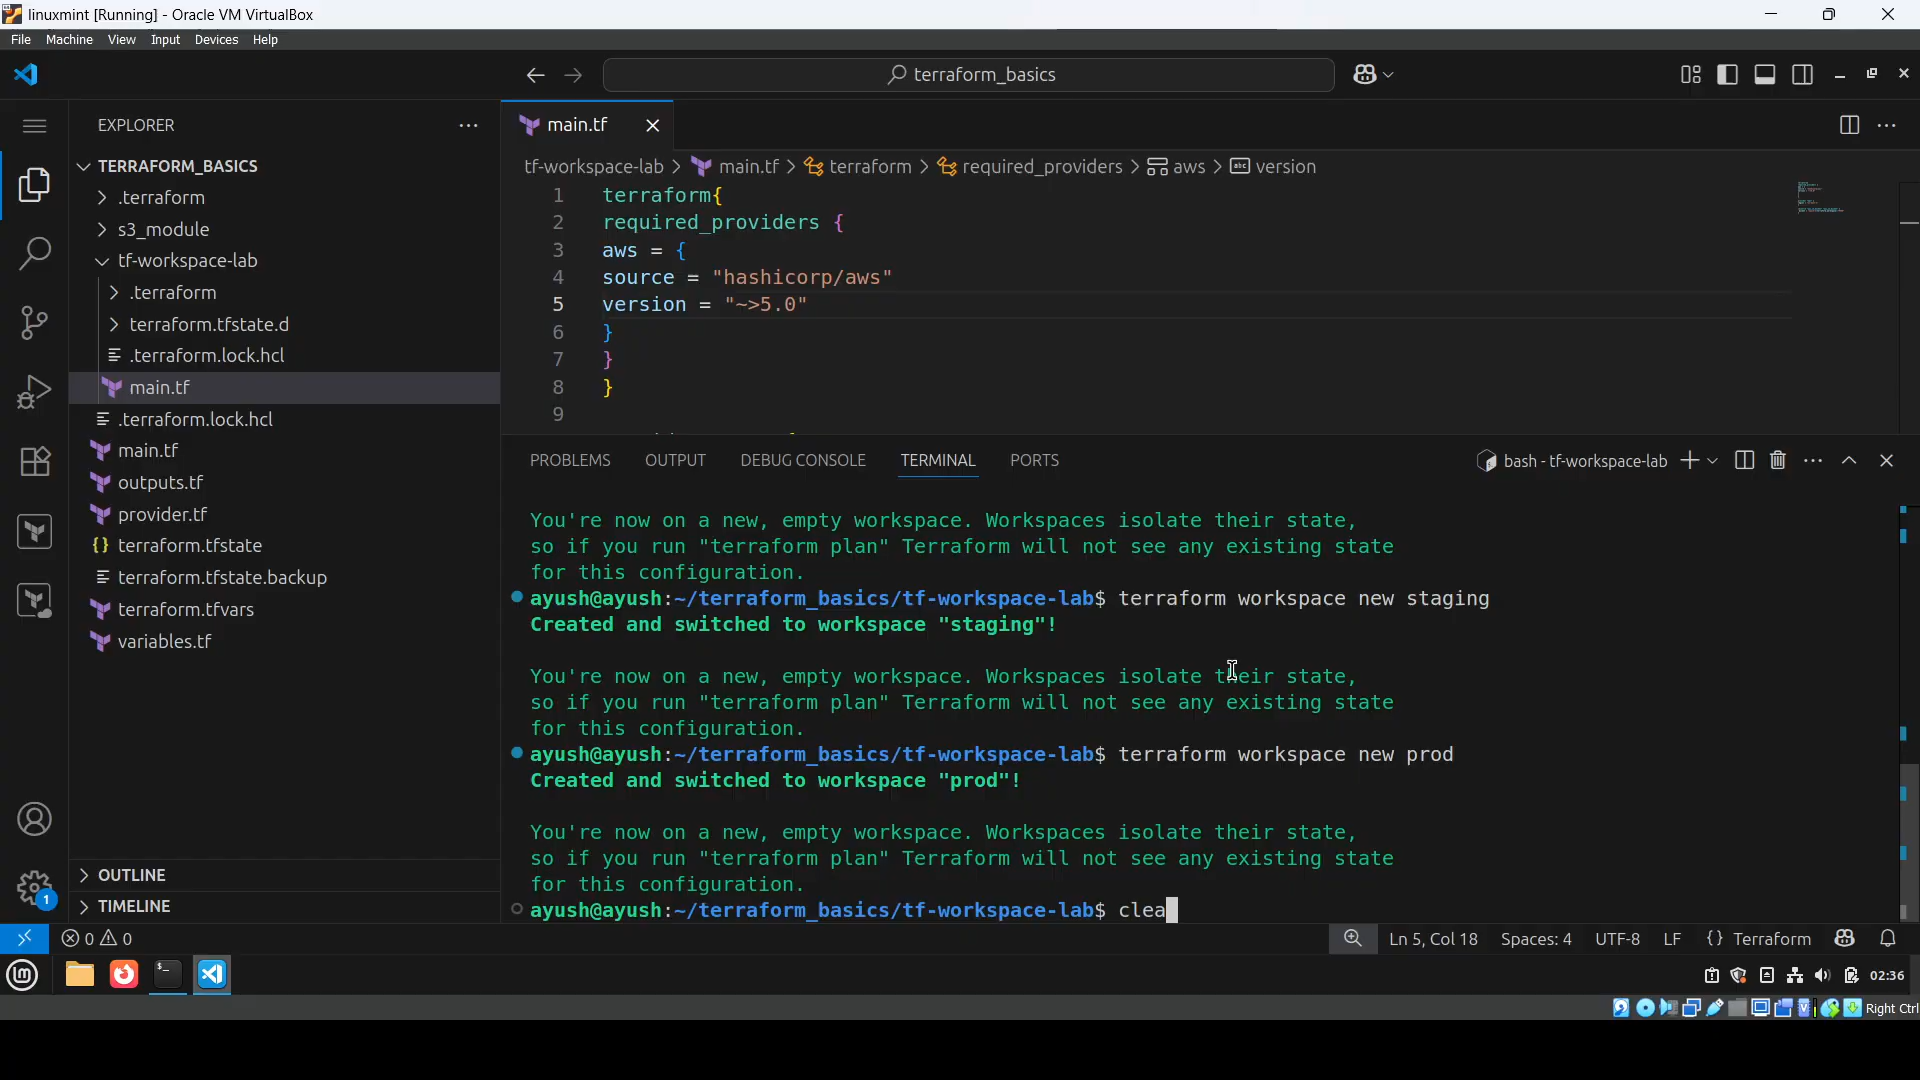 linuxmint [Running] - Oracle VM VirtualBox
File Machine View Input Devices Help
terraform_basics
EXPLORER
TERRAFORM_BASICS
.terraform
s3_module
tf-workspace-lab
.terraform
terraform.tfstate.d
.terraform.lock.hcl
main.tf
.terraform.lock.hcl
main.tf
outputs.tf
provider.tf
terraform.tfstate
terraform.tfstate.backup
terraform.tfvars
variables.tf
OUTLINE
TIMELINE
1
main.tf
tf-workspace-lab > main.tf > terraform > required_providers > aws > version
1 terraform{
2 required_providers {
3 aws = {
4 source = "hashicorp/aws"
5 version = "~>5.0"
6 }
7 }
8 }
9
PROBLEMS OUTPUT DEBUG CONSOLE TERMINAL PORTS
bash - tf-workspace-lab
You're now on a new, empty workspace. Workspaces isolate their state,
so if you run "terraform plan" Terraform will not see any existing state
for this configuration.
ayush@ayush:~/terraform_basics/tf-workspace-lab$ terraform workspace new staging
Created and switched to workspace "staging"!
You're now on a new, empty workspace. Workspaces isolate their state,
so if you run "terraform plan" Terraform will not see any existing state
for this configuration.
ayush@ayush:~/terraform_basics/tf-workspace-lab$ terraform workspace new prod
Created and switched to workspace "prod"!
You're now on a new, empty workspace. Workspaces isolate their state,
so if you run "terraform plan" Terraform will not see any existing state
for this configuration.
ayush@ayush:~/terraform_basics/tf-workspace-lab$ clea
0 0
Ln 5, Col 18 Spaces: 4 UTF-8 LF {} Terraform
02:36
Right Ctrl